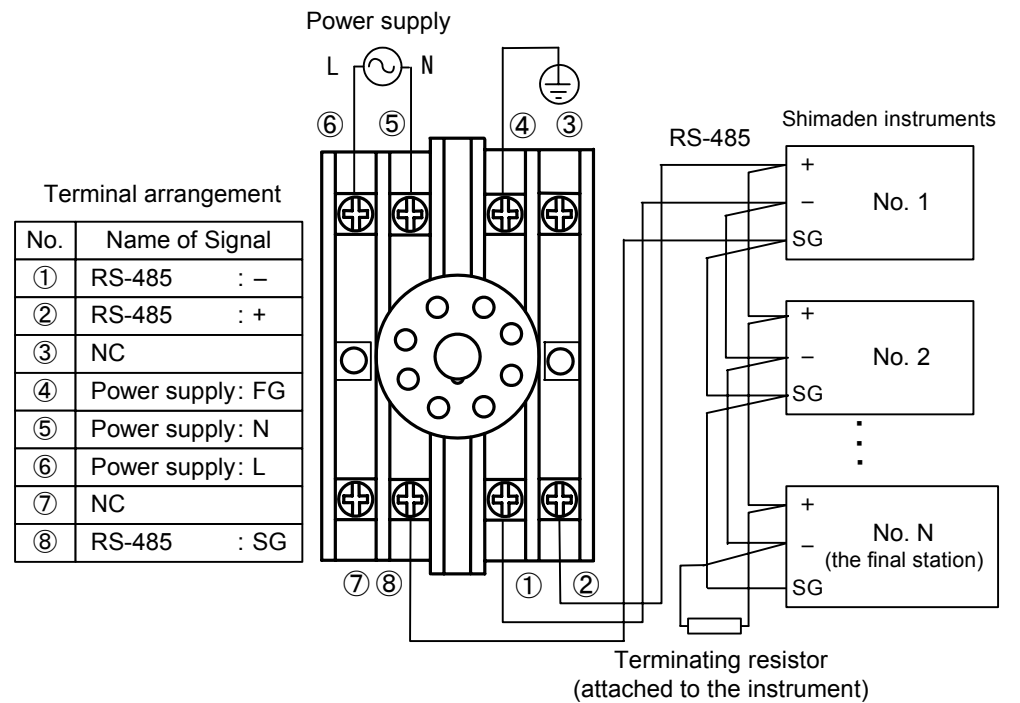 Power supply
L
N
⑥
⑤
④
③
RS-485
Shimaden instruments
+
–
SG
No. 1
+
–
SG
No. 2
+
–
SG
No. N
(the final station)
Terminal arrangement
No. Name of Signal
① RS-485 : –
② RS-485 : +
③ NC
④ Power supply: FG
⑤ Power supply: N
⑥ Power supply: L
⑦ NC
⑧ RS-485 : SG
⑦ ⑧
①
②
Terminating resistor
(attached to the instrument)